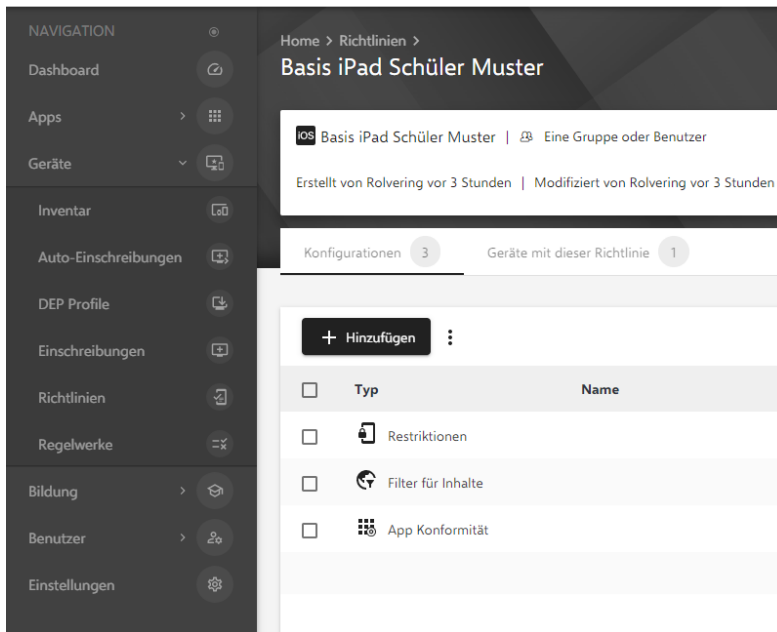 NAVIGATION
Dashboard
Apps
Geräte
Inventar
Auto-Einschreibungen
DEP Profile
Einschreibungen
Richtlinien
Regelwerke
Bildung
Benutzer
Einstellungen
Home > Richtlinien >
Basis iPad Schüler Muster
iOS Basis iPad Schüler Muster | Eine Gruppe oder Benutzer
Erstellt von Rolvering vor 3 Stunden | Modifiziert von Rolvering vor 3 Stunden
Konfigurationen 3 Geräte mit dieser Richtlinie 1
+ Hinzufügen
Typ Name
Restriktionen
Filter für Inhalte
App Konformität